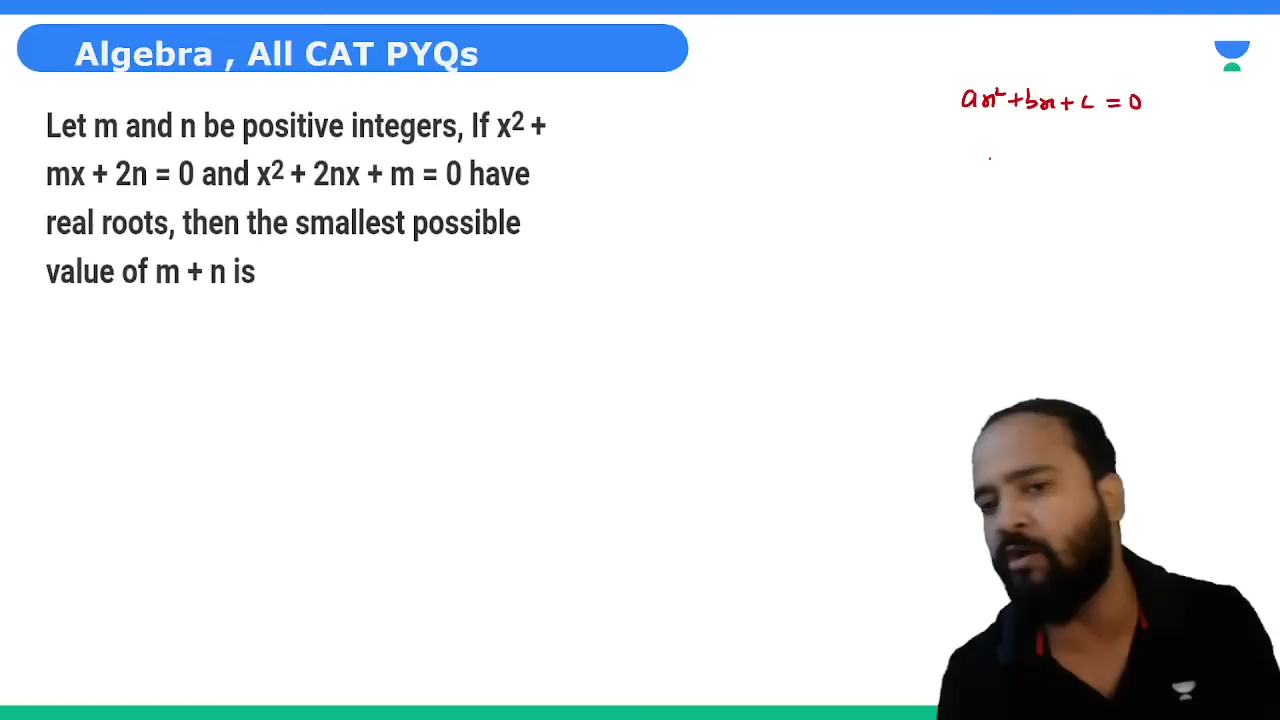 Algebra , All CAT PYQs
ax²+bx+c = 0
Let m and n be positive integers, If x2 +
mx + 2n = 0 and x2 + 2nx + m = 0 have
real roots, then the smallest possible
value of m + n is